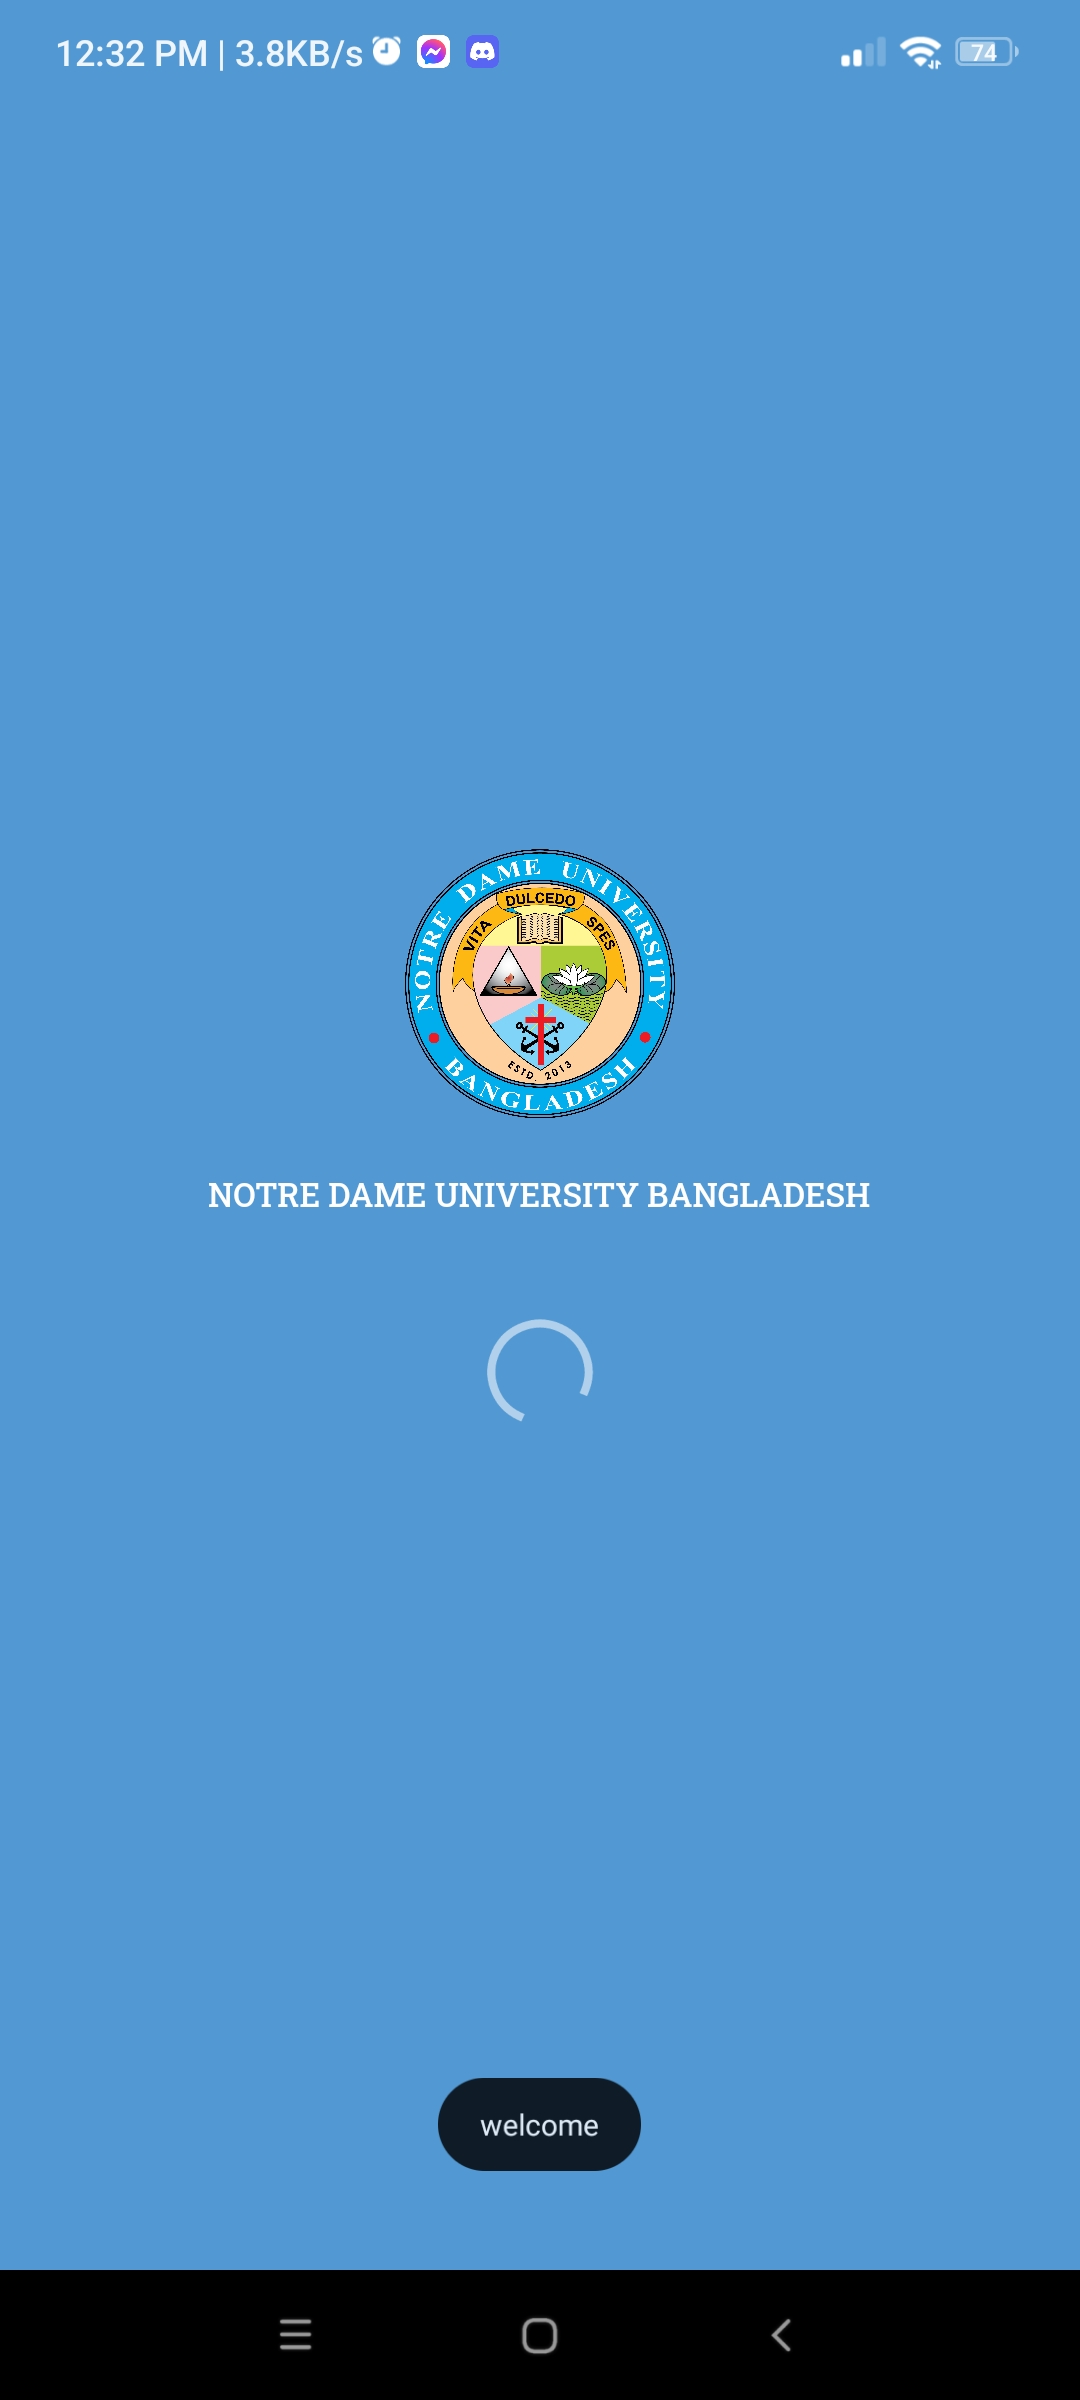 12:32 PM | 3.8KB/s
74
NOTRE DAME UNIVERSITY
VITA DULCEDO SPES
ESTD. 2013
BANGLADESH
NOTRE DAME UNIVERSITY BANGLADESH
welcome